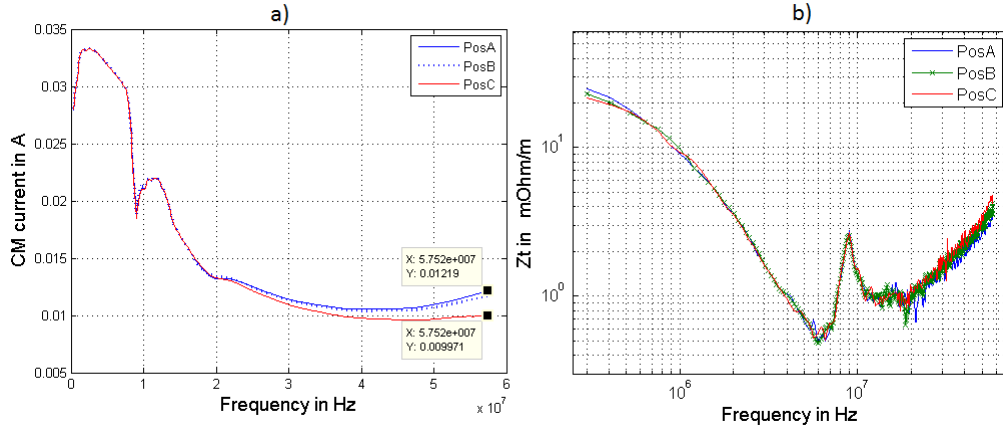 a)
0.035
0.03
0.025
0.02
0.015
0.01
0.005
CM current in A
PosA
PosB
PosC
X: 5.752e+007
Y: 0.01219
X: 5.752e+007
Y: 0.009971
0 1 2 3 4 5 6
x 10^7
Frequency in Hz
b)
PosA
PosB
PosC
Zt in mOhm/m
10^1
10^0
10^6 10^7
Frequency in Hz